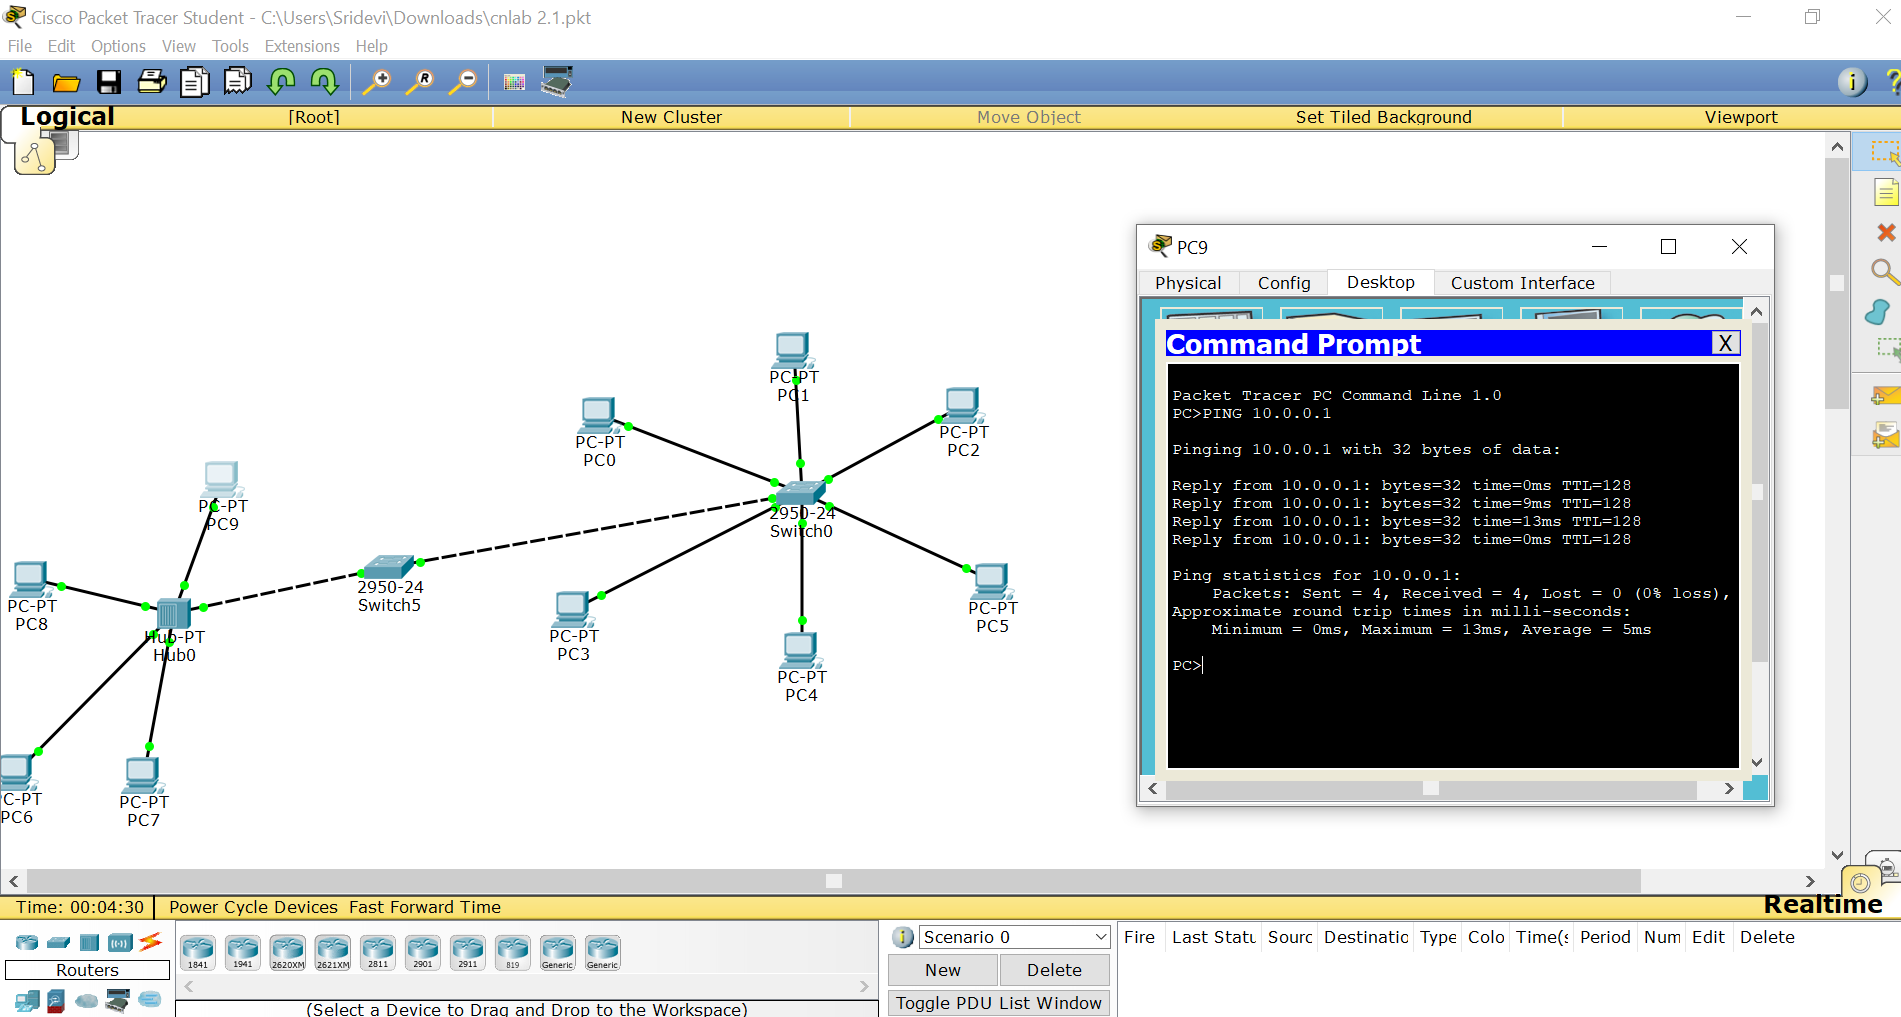 Cisco Packet Tracer Student - C:\Users\Sridevi\Downloads\cnlab 2.1.pkt
File Edit Options View Tools Extensions Help
Logical [Root] New Cluster Move Object Set Tiled Background Viewport
PC9
Physical Config Desktop Custom Interface
Command Prompt X
Packet Tracer PC Command Line 1.0
PC>PING 10.0.0.1
Pinging 10.0.0.1 with 32 bytes of data:
Reply from 10.0.0.1: bytes=32 time=0ms TTL=128
Reply from 10.0.0.1: bytes=32 time=9ms TTL=128
Reply from 10.0.0.1: bytes=32 time=13ms TTL=128
Reply from 10.0.0.1: bytes=32 time=0ms TTL=128
Ping statistics for 10.0.0.1:
Packets: Sent = 4, Received = 4, Lost = 0 (0% loss),
Approximate round trip times in milli-seconds:
Minimum = 0ms, Maximum = 13ms, Average = 5ms
PC>
PC-PT
PC1
PC-PT
PC0
PC-PT
PC2
PC-PT
PC9
2950-24
Switch0
2950-24
Switch5
PC-PT
PC8
Hub-PT
Hub0
PC-PT
PC3
PC-PT
PC5
PC-PT
PC4
C-PT
PC6
PC-PT
PC7
Time: 00:04:30 Power Cycle Devices Fast Forward Time
Realtime
Routers
1841 1941 2620XM 2621XM 2811 2901 2911 819 Generic Generic
(Select a Device to Drag and Drop to the Workspace)
Scenario 0
New Delete
Toggle PDU List Window
Fire Last Statu Sourc Destinatio Type Colo Time(s Period Num Edit Delete